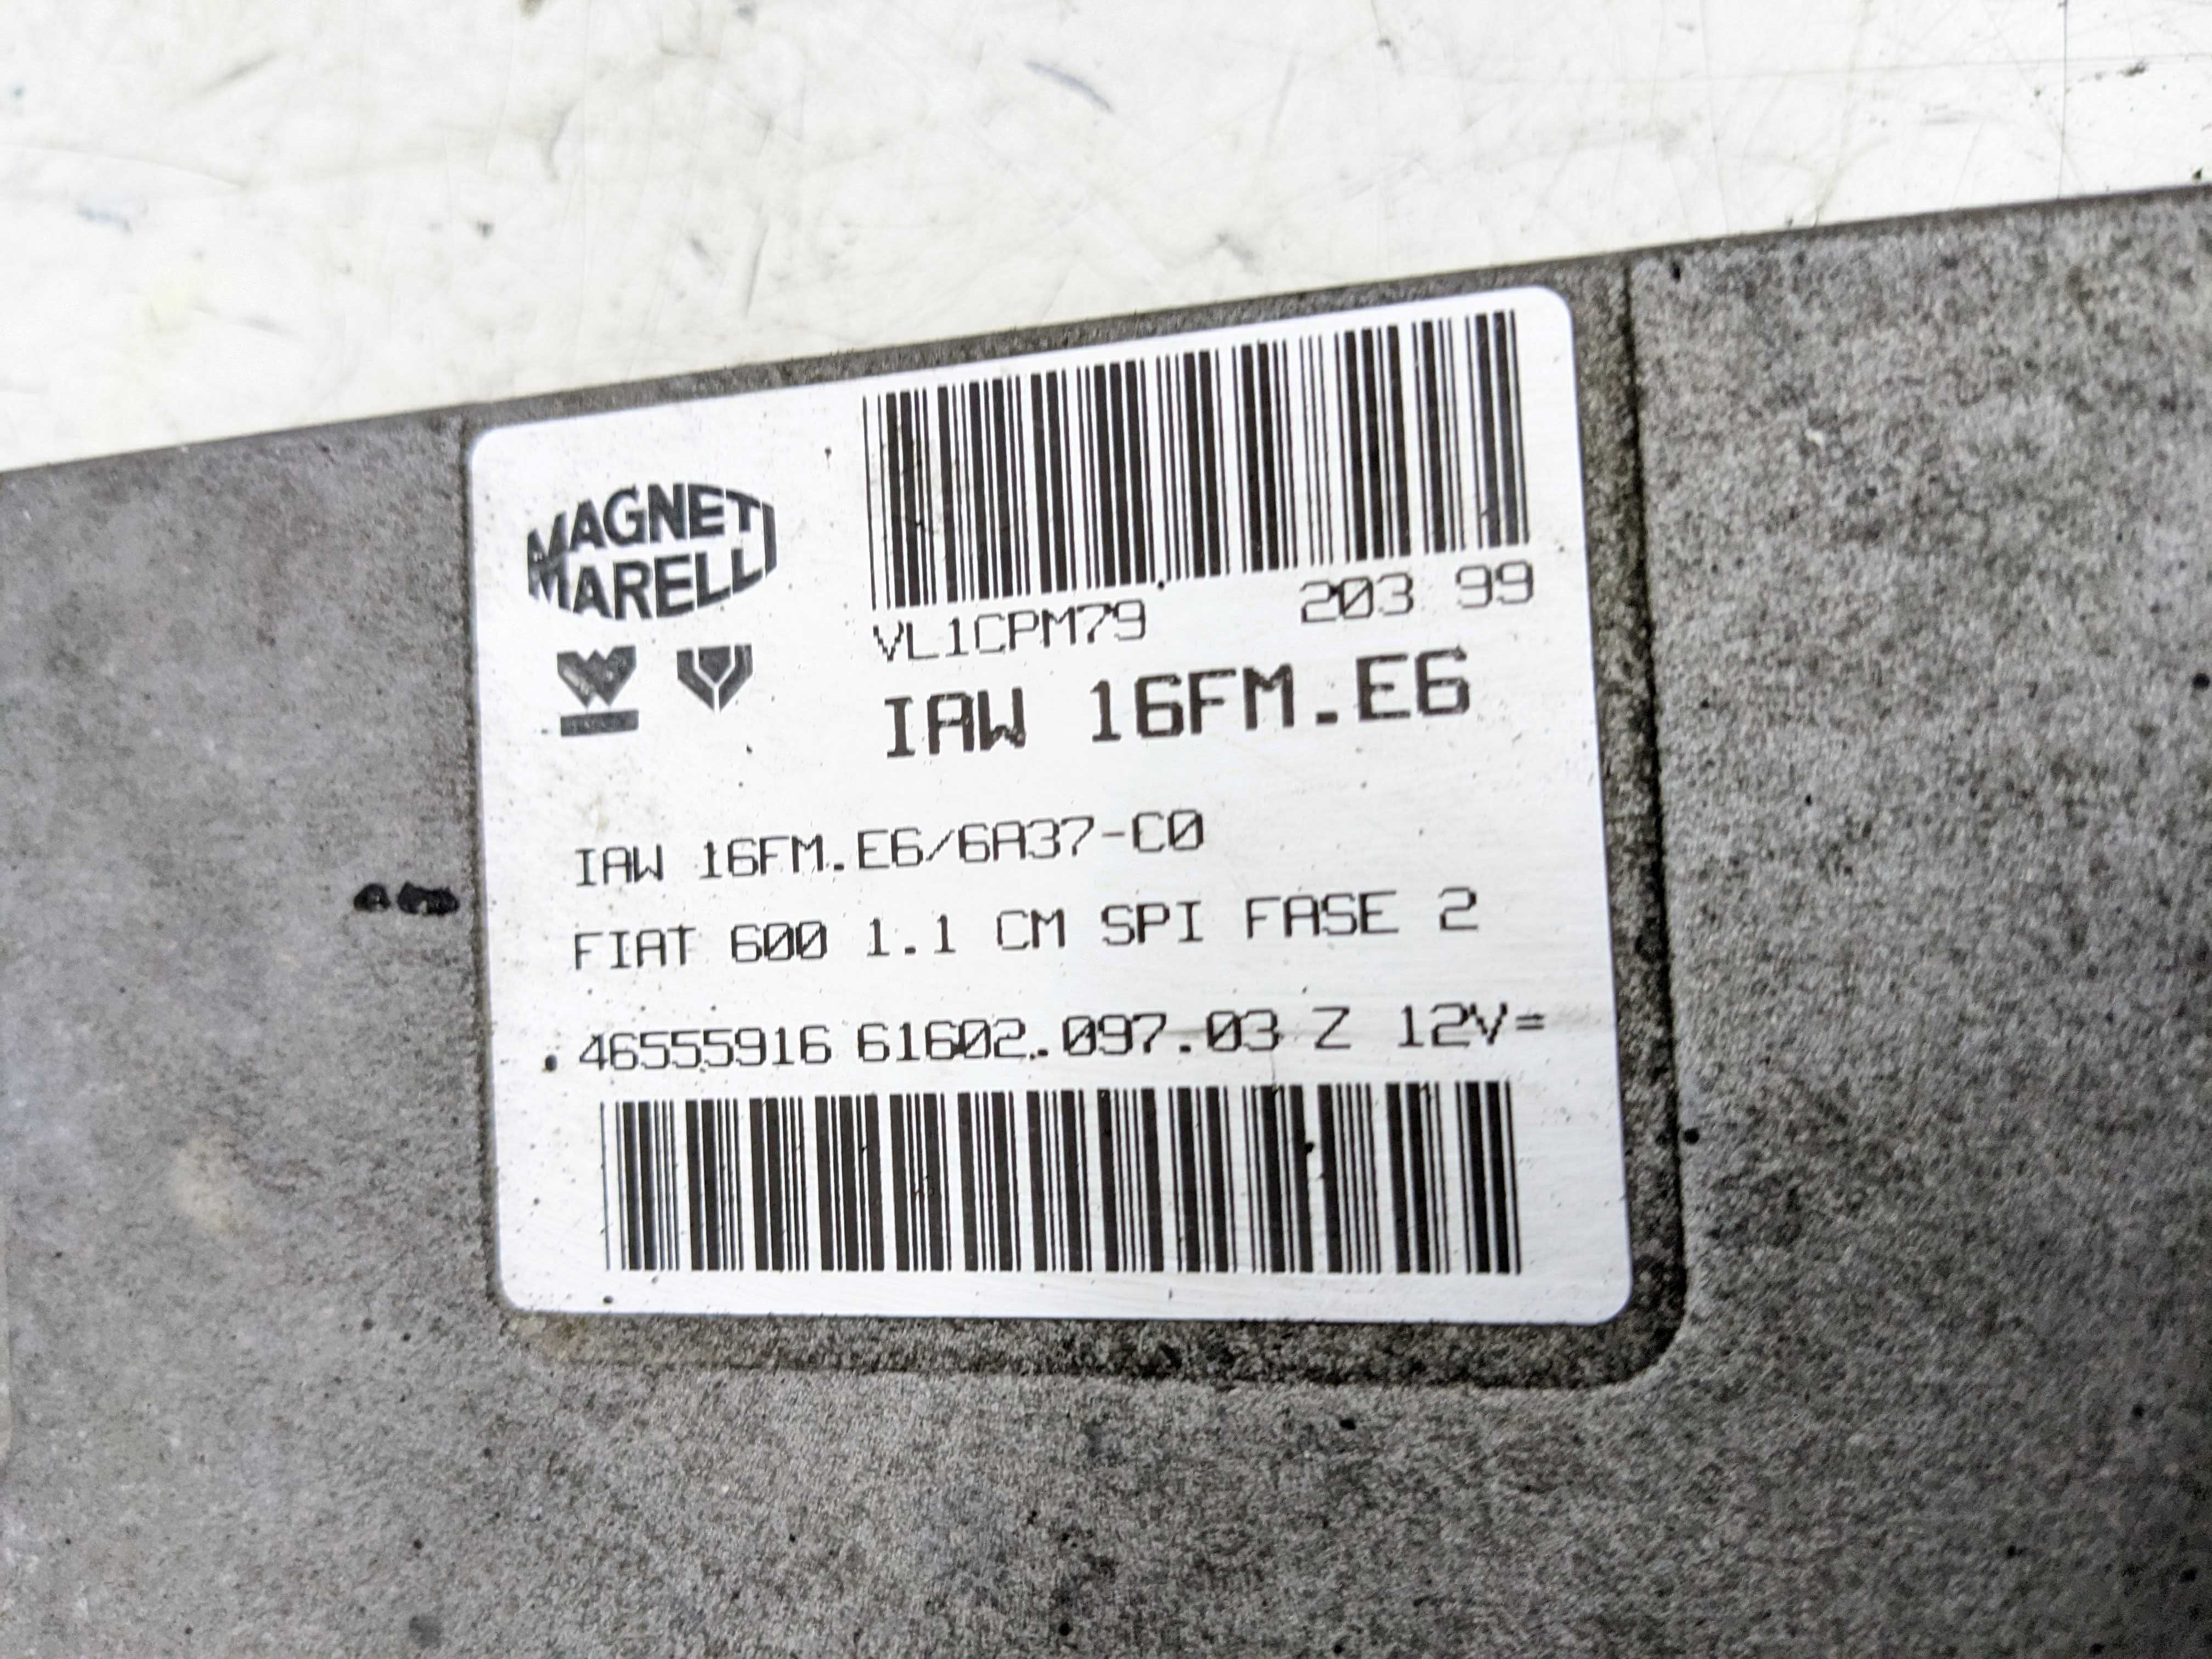 MAGNETI
MARELLI
VL1CPM79 203 99
IAW 16FM.E6
IAW 16FM.E6/6A37-C0
FIAT 600 1.1 CM SPI FASE 2
46555916 61602.097.03 Z 12V=